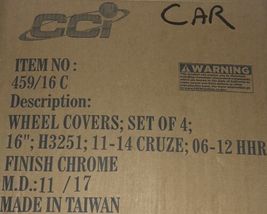 CCI
CAR
ITEM NO:
459/16 C
WARNING
Description:
WHEEL COVERS; SET OF 4;
16"; H3251; 11-14 CRUZE; 06-12 HHR
FINISH CHROME
M.D.:11 / 17
MADE IN TAIWAN